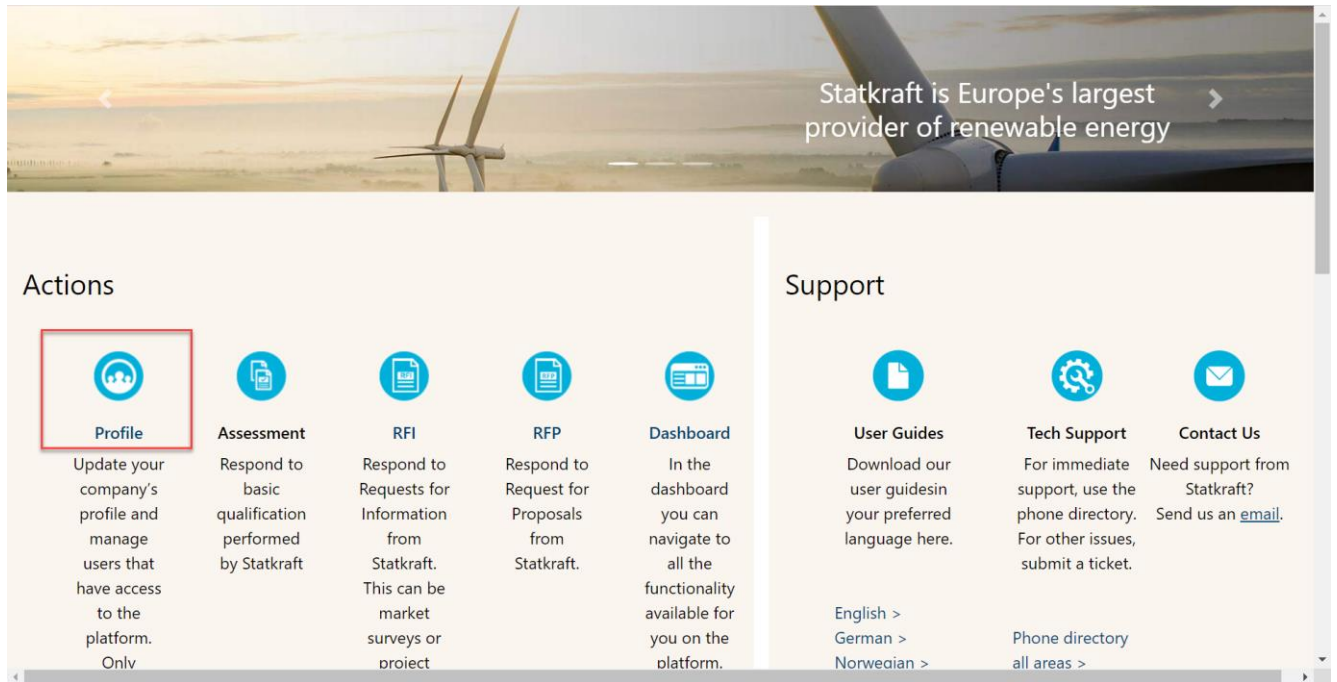 Statkraft is Europe's largest
provider of renewable energy
Actions
Support
Profile
Update your
company's
profile and
manage
users that
have access
to the
platform.
Only
Assessment
Respond to
basic
qualification
performed
by Statkraft
RFI
RFI
Respond to
Requests for
Information
from
Statkraft.
This can be
market
surveys or
project
RFP
RFP
Respond to
Request for
Proposals
from
Statkraft.
Dashboard
In the
dashboard
you can
navigate to
all the
functionality
available for
you on the
platform.
User Guides
Download our
user guidesin
your preferred
language here.
English >
German >
Norwegian >
Tech Support
For immediate
support, use the
phone directory.
For other issues,
submit a ticket.
Phone directory
all areas >
Contact Us
Need support from
Statkraft?
Send us an email.